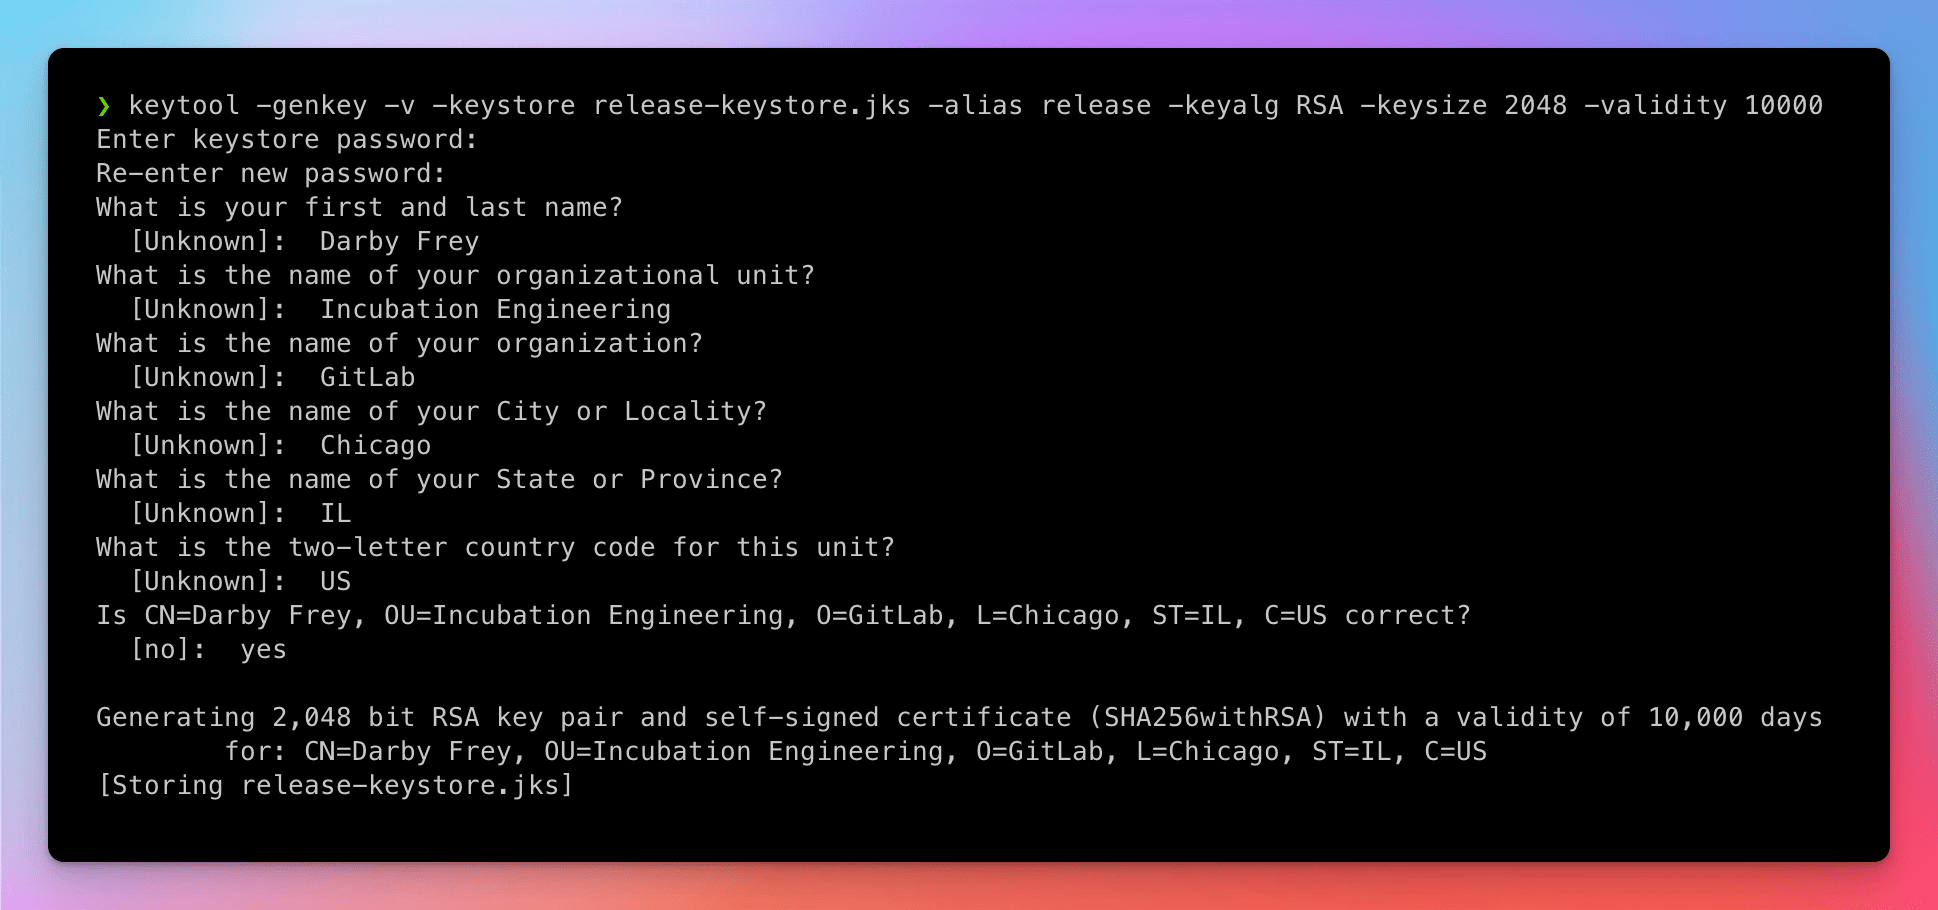 ❯ keytool -genkey -v -keystore release-keystore.jks -alias release -keyalg RSA -keysize 2048 -validity 10000
Enter keystore password:
Re-enter new password:
What is your first and last name?
  [Unknown]:  Darby Frey
What is the name of your organizational unit?
  [Unknown]:  Incubation Engineering
What is the name of your organization?
  [Unknown]:  GitLab
What is the name of your City or Locality?
  [Unknown]:  Chicago
What is the name of your State or Province?
  [Unknown]:  IL
What is the two-letter country code for this unit?
  [Unknown]:  US
Is CN=Darby Frey, OU=Incubation Engineering, O=GitLab, L=Chicago, ST=IL, C=US correct?
  [no]:  yes

Generating 2,048 bit RSA key pair and self-signed certificate (SHA256withRSA) with a validity of 10,000 days
        for: CN=Darby Frey, OU=Incubation Engineering, O=GitLab, L=Chicago, ST=IL, C=US
[Storing release-keystore.jks]